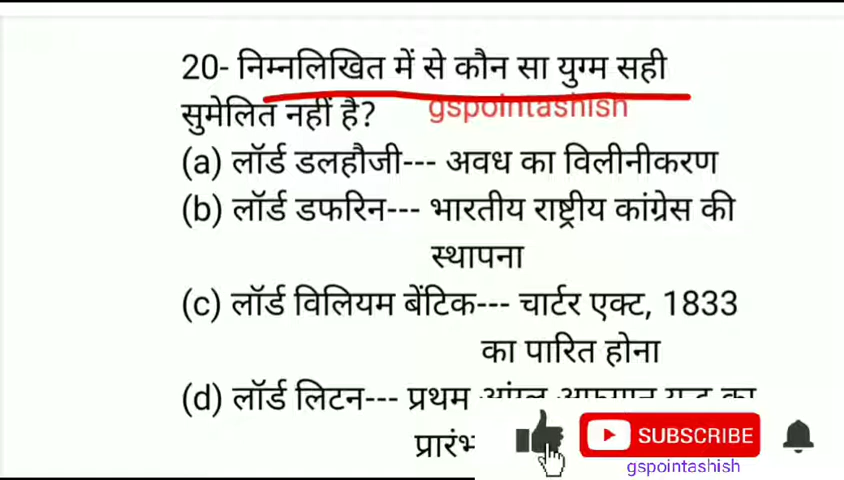 20- निम्नलिखित में से कौन सा युग्म सही
सुमेलित नहीं है?
gspointashish
(a) लॉर्ड डलहौजी--- अवध का विलीनीकरण
(b) लॉर्ड डफरिन--- भारतीय राष्ट्रीय कांग्रेस की
स्थापना
(c) लॉर्ड विलियम बेंटिक--- चार्टर एक्ट, 1833
का पारित होना
(d) लॉर्ड लिटन--- प्रथम
SUBSCRIBE
gspointashish